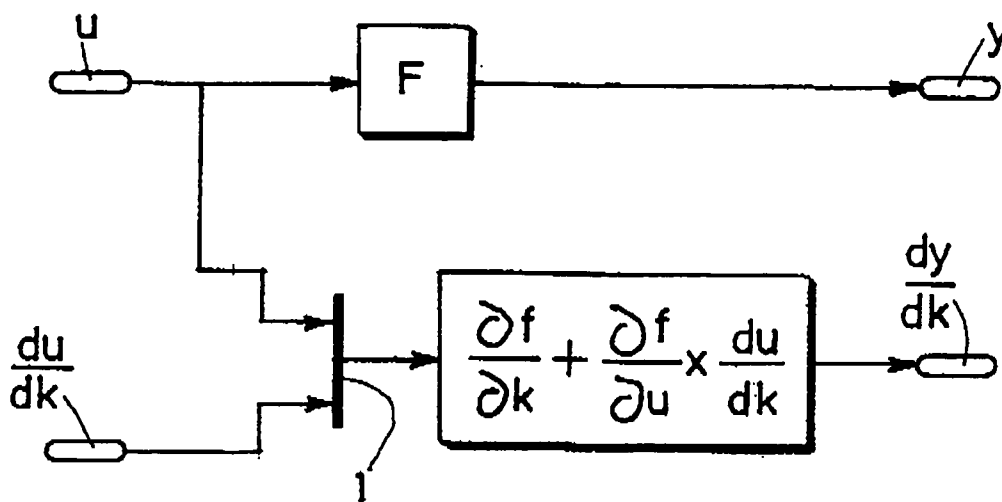 u
F
y
du/dk
∂f/∂k + ∂f/∂u × du/dk
dy/dk
1